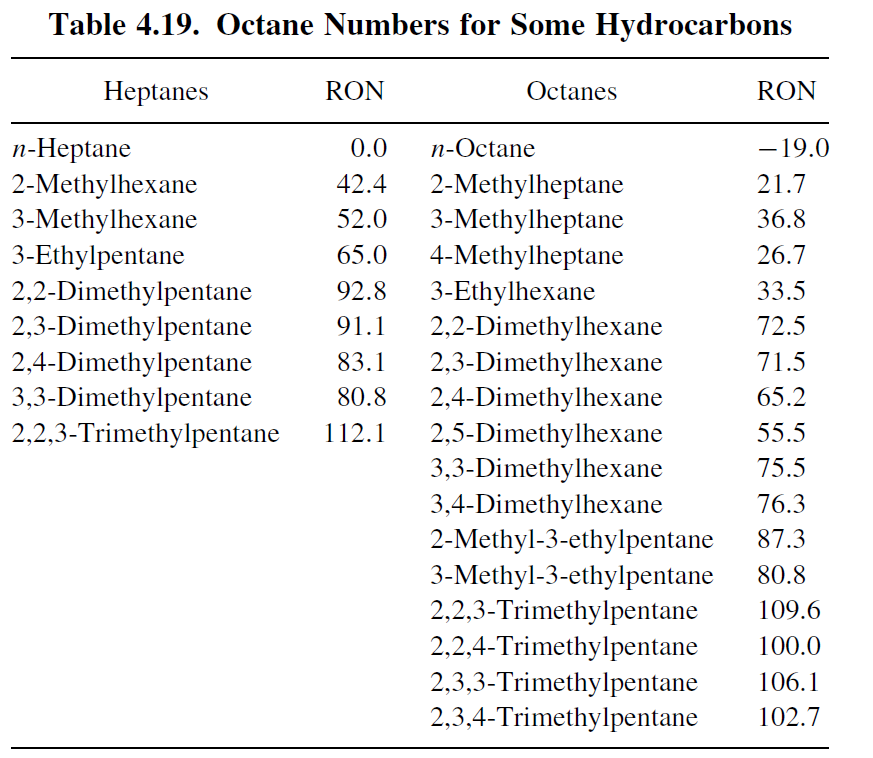 Table 4.19. Octane Numbers for Some Hydrocarbons
Heptanes RON Octanes RON
n-Heptane 0.0 n-Octane −19.0
2-Methylhexane 42.4 2-Methylheptane 21.7
3-Methylhexane 52.0 3-Methylheptane 36.8
3-Ethylpentane 65.0 4-Methylheptane 26.7
2,2-Dimethylpentane 92.8 3-Ethylhexane 33.5
2,3-Dimethylpentane 91.1 2,2-Dimethylhexane 72.5
2,4-Dimethylpentane 83.1 2,3-Dimethylhexane 71.5
3,3-Dimethylpentane 80.8 2,4-Dimethylhexane 65.2
2,2,3-Trimethylpentane 112.1 2,5-Dimethylhexane 55.5
3,3-Dimethylhexane 75.5
3,4-Dimethylhexane 76.3
2-Methyl-3-ethylpentane 87.3
3-Methyl-3-ethylpentane 80.8
2,2,3-Trimethylpentane 109.6
2,2,4-Trimethylpentane 100.0
2,3,3-Trimethylpentane 106.1
2,3,4-Trimethylpentane 102.7